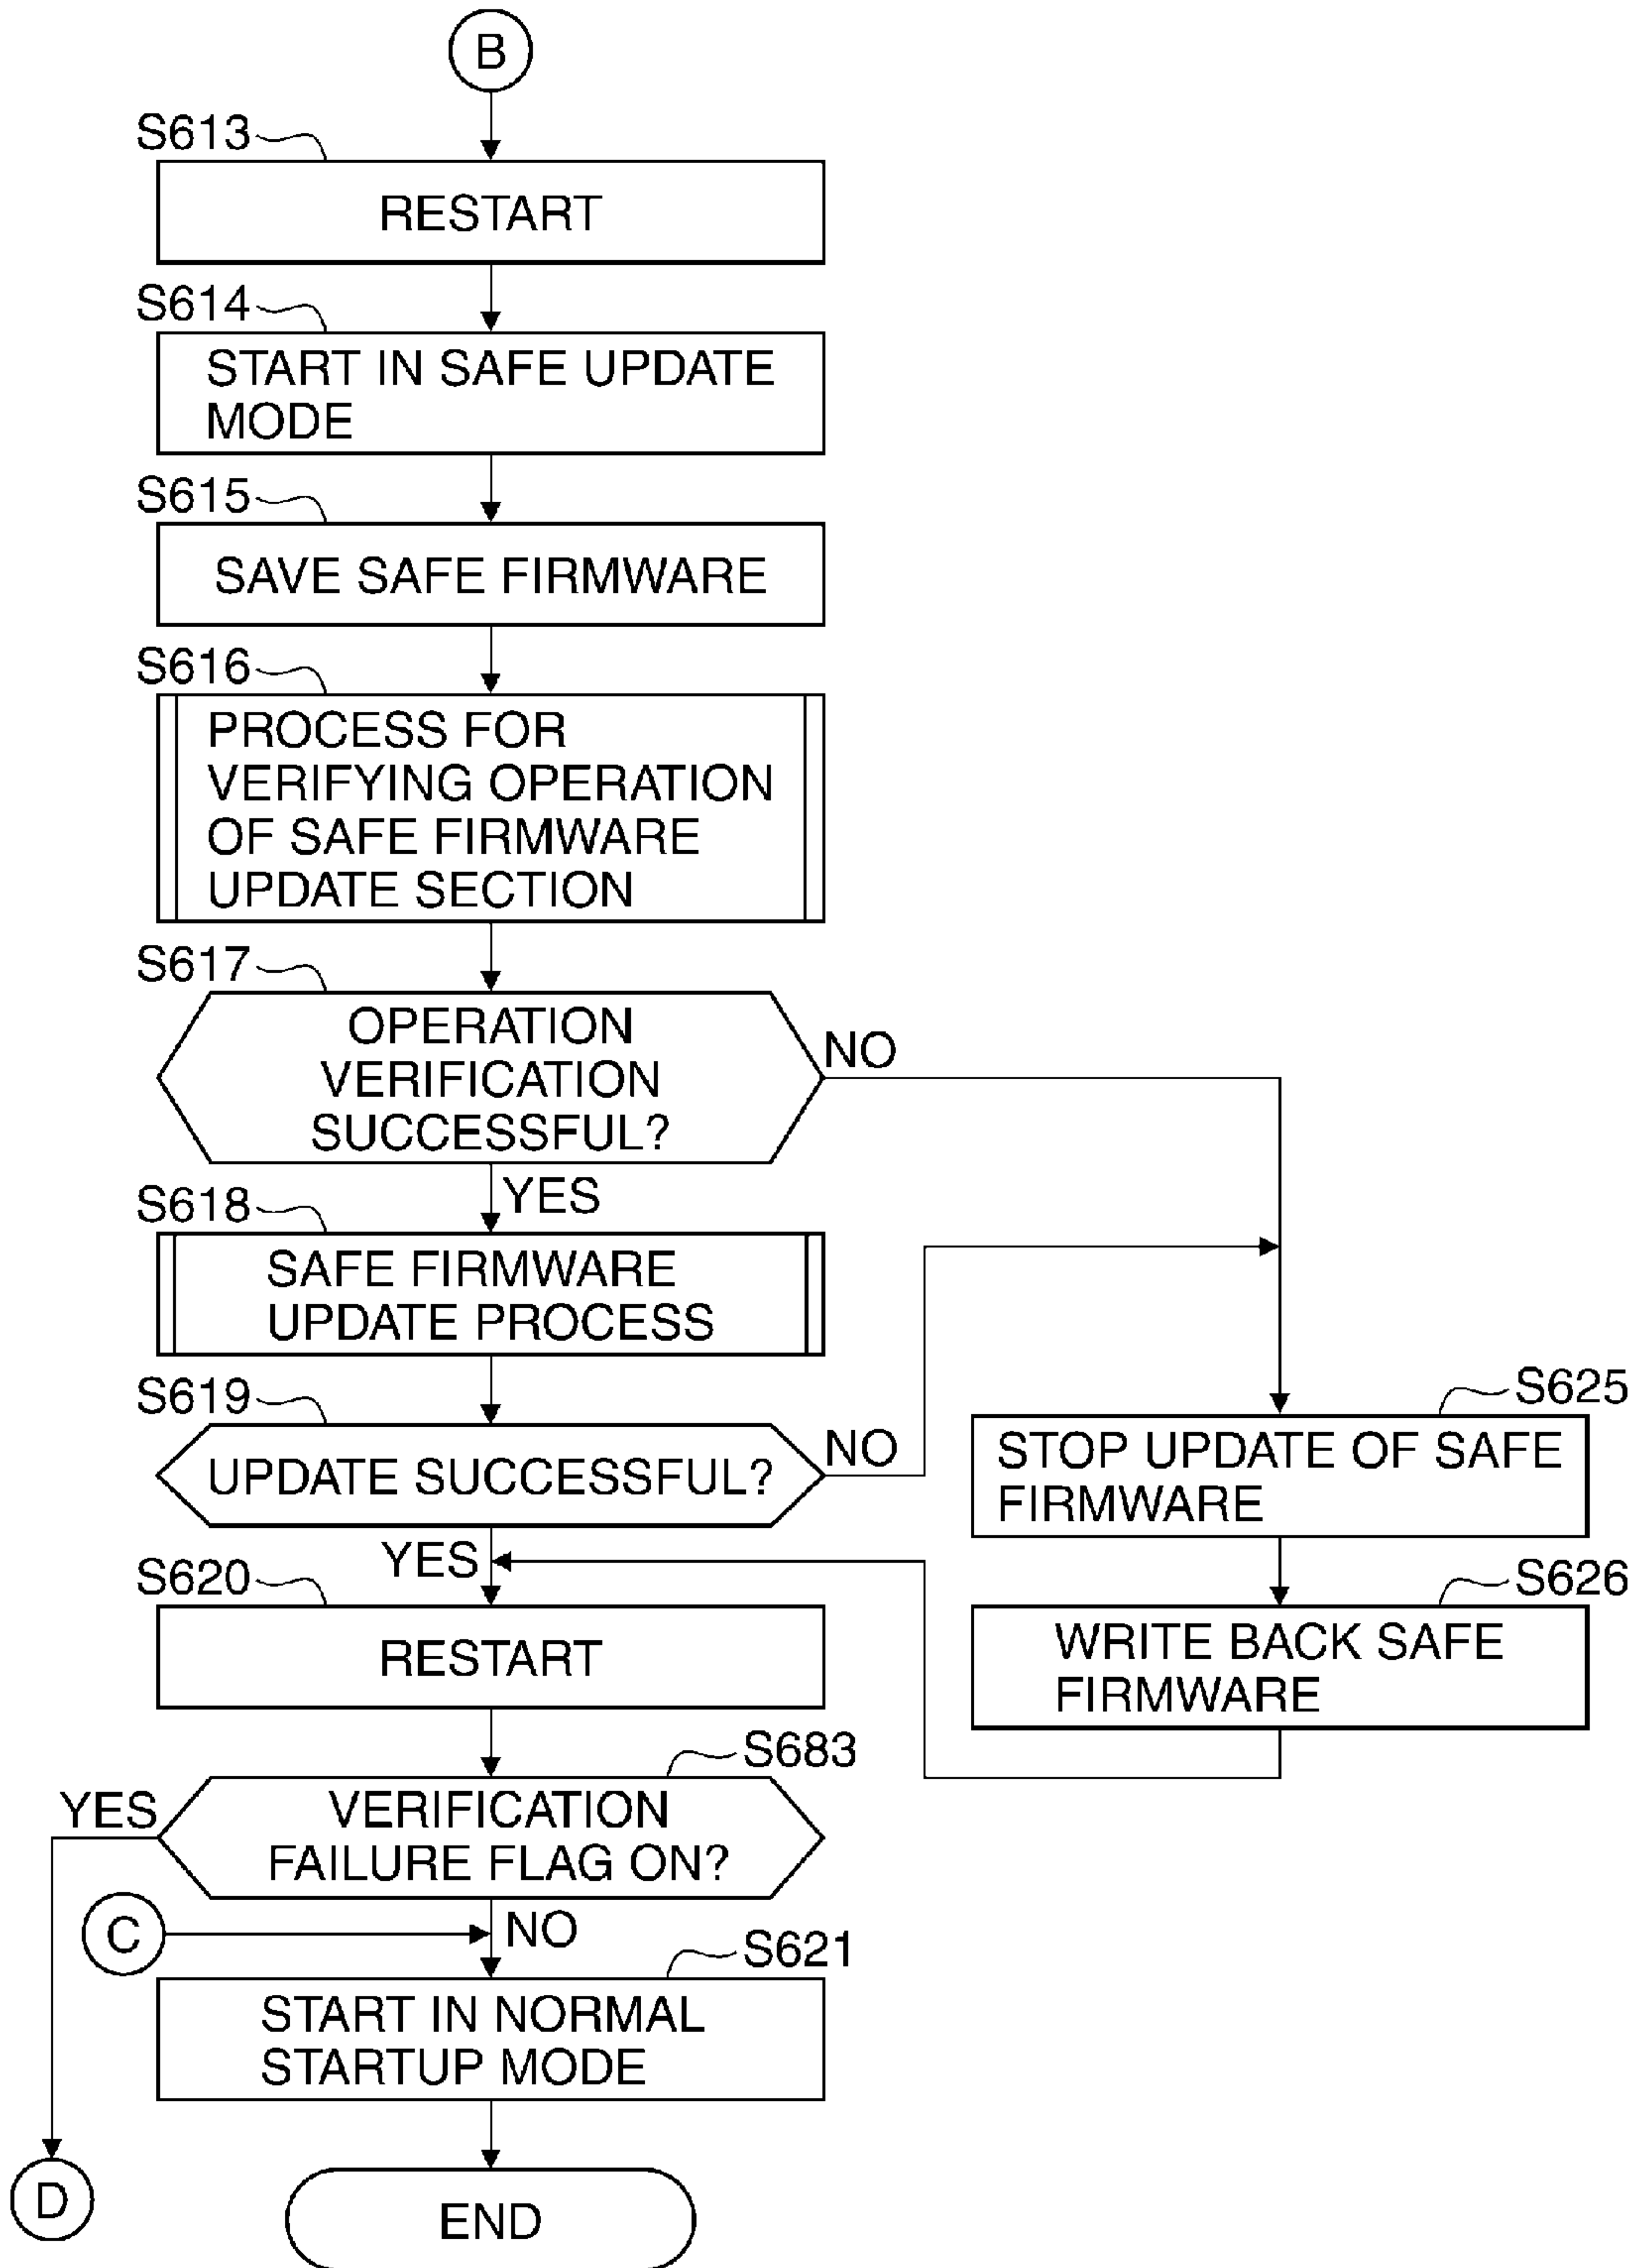 B
S613
RESTART
S614
START IN SAFE UPDATE
MODE
S615
SAVE SAFE FIRMWARE
S616
PROCESS FOR
VERIFYING OPERATION
OF SAFE FIRMWARE
UPDATE SECTION
S617
OPERATION
VERIFICATION
SUCCESSFUL?
NO
YES
S618
SAFE FIRMWARE
UPDATE PROCESS
S619
UPDATE SUCCESSFUL?
NO
S625
STOP UPDATE OF SAFE
FIRMWARE
YES
S620
RESTART
S626
WRITE BACK SAFE
FIRMWARE
S683
YES
VERIFICATION
FAILURE FLAG ON?
C
NO
S621
START IN NORMAL
STARTUP MODE
D
END